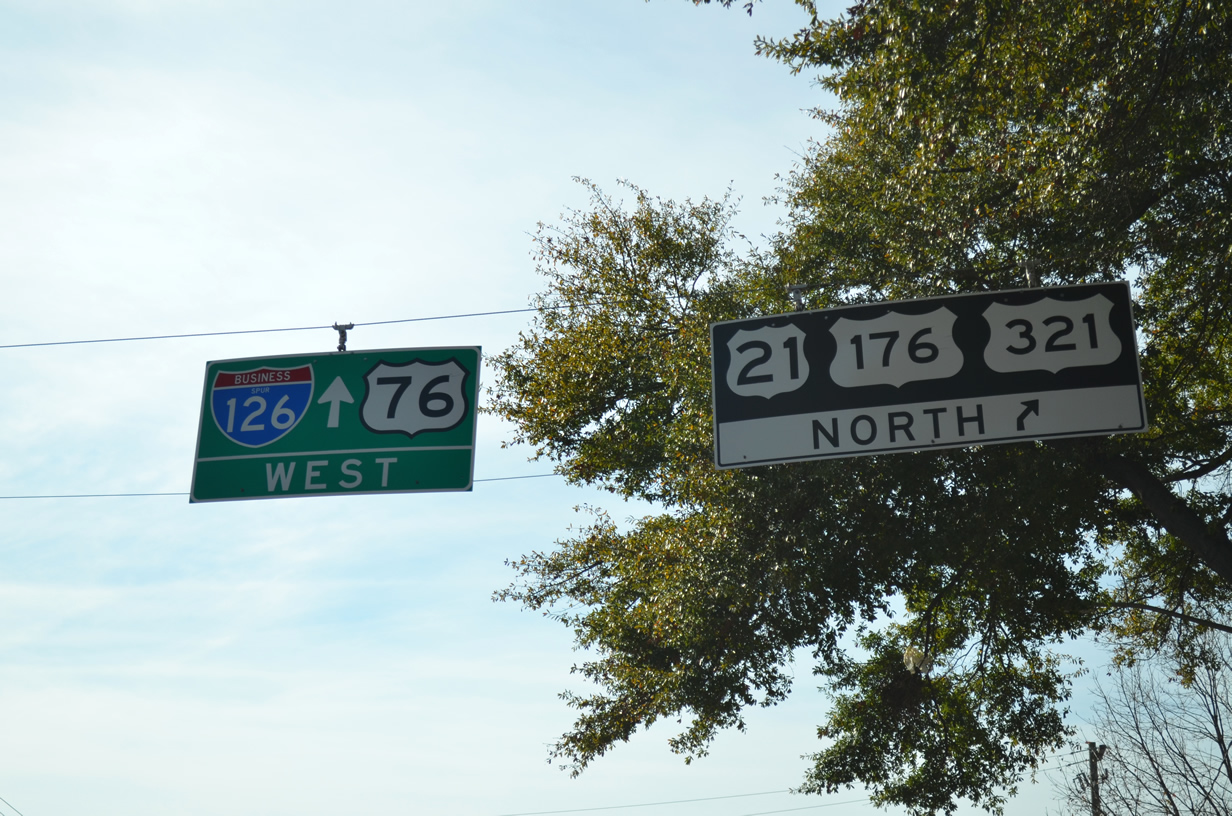 BUSINESS
SPUR
126 76
WEST
21 176 321
NORTH